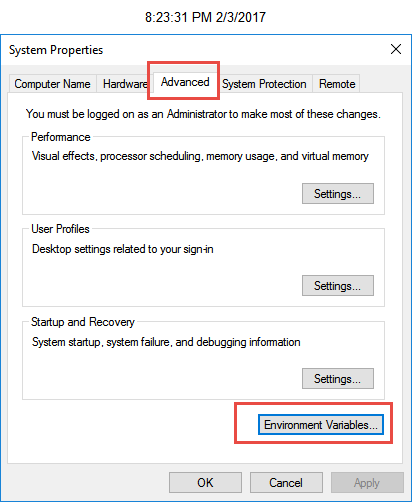 8:23:31 PM 2/3/2017
System Properties
Computer Name Hardware Advanced System Protection Remote
You must be logged on as an Administrator to make most of these changes.
Performance
Visual effects, processor scheduling, memory usage, and virtual memory
Settings...
User Profiles
Desktop settings related to your sign-in
Settings...
Startup and Recovery
System startup, system failure, and debugging information
Settings...
Environment Variables...
OK Cancel Apply